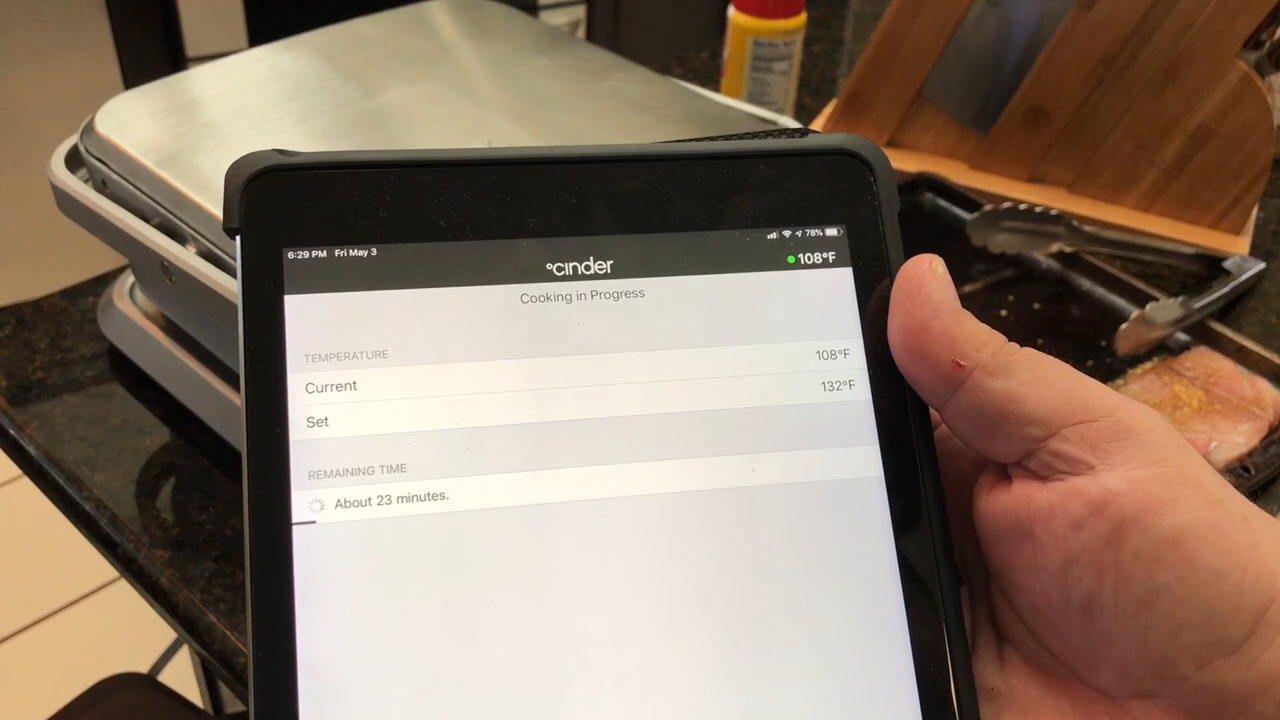 6:29 PM Fri May 3
78%
°cinder
108°F
Cooking in Progress
TEMPERATURE
Current 108°F
Set 132°F
REMAINING TIME
About 23 minutes.